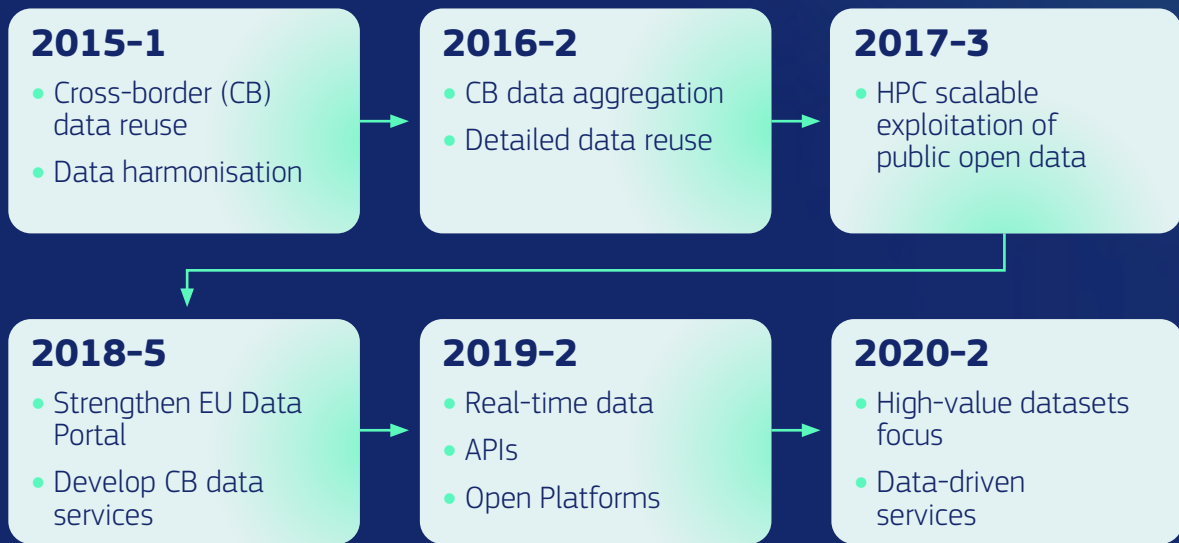 2015-1
• Cross-border (CB)
data reuse
• Data harmonisation
2016-2
• CB data aggregation
• Detailed data reuse
2017-3
• HPC scalable
exploitation of
public open data
2018-5
• Strengthen EU Data
Portal
• Develop CB data
services
2019-2
• Real-time data
• APIs
• Open Platforms
2020-2
• High-value datasets
focus
• Data-driven
services